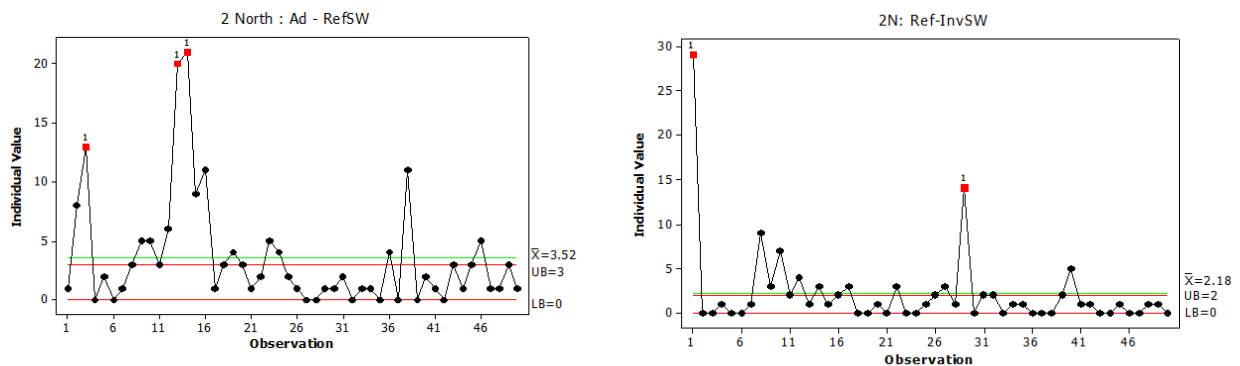 2 North : Ad - RefSW
Individual Value
20
15
10
5
0
1
1
1
X̅=3.52
UB=3
LB=0
1 6 11 16 21 26 31 36 41 46
Observation
2N: Ref-InvSW
Individual Value
30
25
20
15
10
5
0
1
1
X̅=2.18
UB=2
LB=0
1 6 11 16 21 26 31 36 41 46
Observation